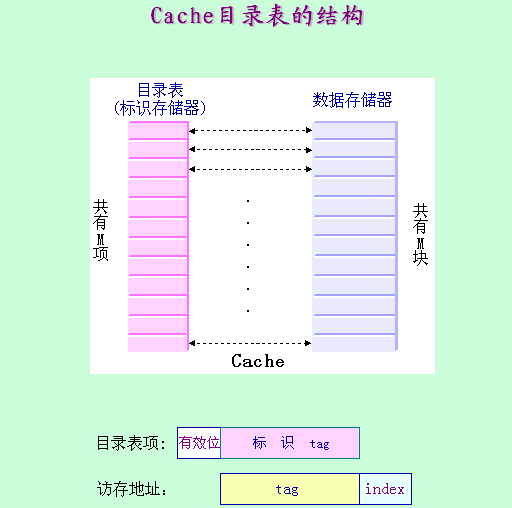 Cache目录表的结构
目录表
(标识存储器)
数据存储器
共有M项
共有M块
Cache
目录表项:
有效位
标 识 tag
访存地址:
tag
index